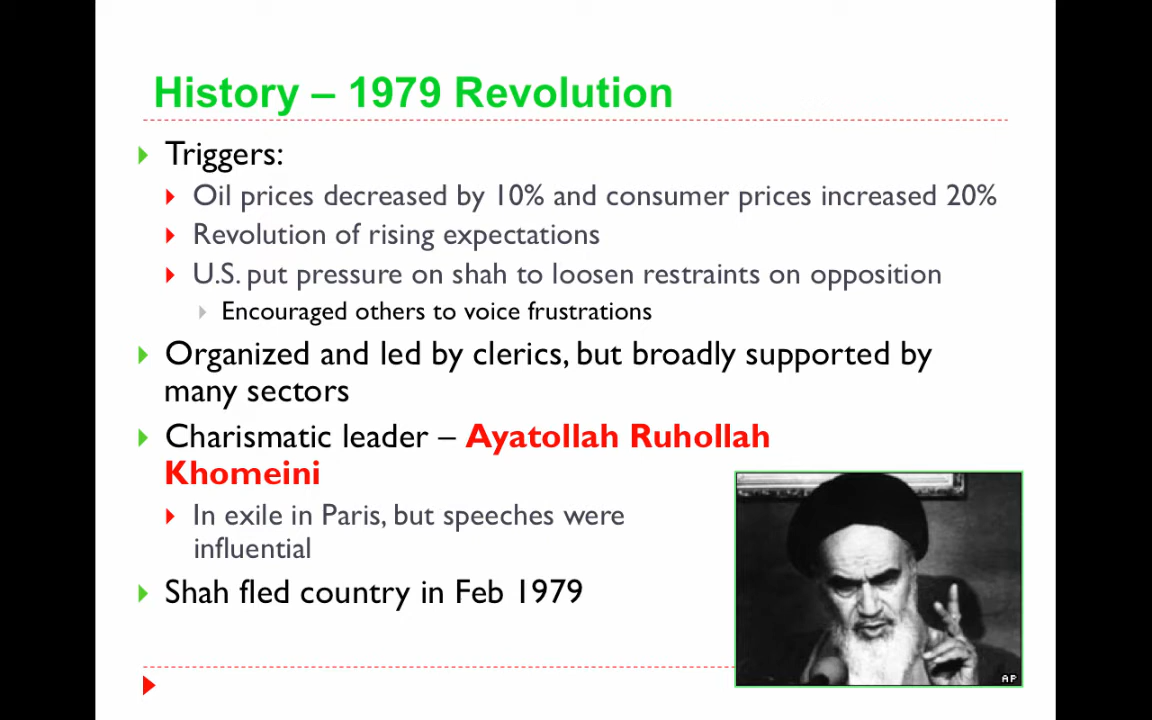 History – 1979 Revolution
Triggers:
Oil prices decreased by 10% and consumer prices increased 20%
Revolution of rising expectations
U.S. put pressure on shah to loosen restraints on opposition
Encouraged others to voice frustrations
Organized and led by clerics, but broadly supported by
many sectors
Charismatic leader – Ayatollah Ruhollah
Khomeini
In exile in Paris, but speeches were
influential
Shah fled country in Feb 1979
AP